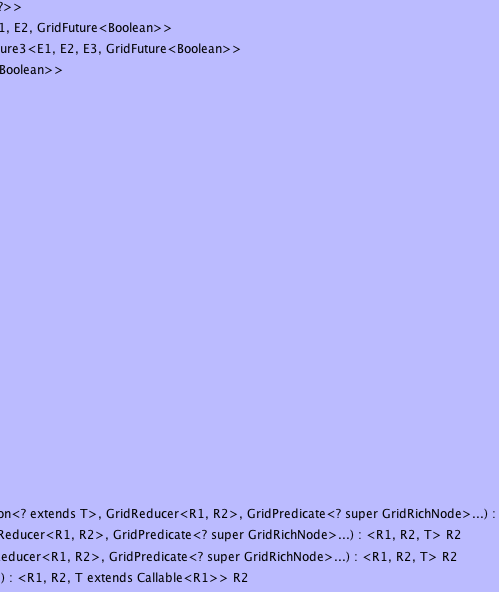 ?>>
1, E2, GridFuture<Boolean>>
ure3<E1, E2, E3, GridFuture<Boolean>>
Boolean>>
on<? extends T>, GridReducer<R1, R2>, GridPredicate<? super GridRichNode>...) :
Reducer<R1, R2>, GridPredicate<? super GridRichNode>...) : <R1, R2, T> R2
educer<R1, R2>, GridPredicate<? super GridRichNode>...) : <R1, R2, T> R2
) : <R1, R2, T extends Callable<R1>> R2